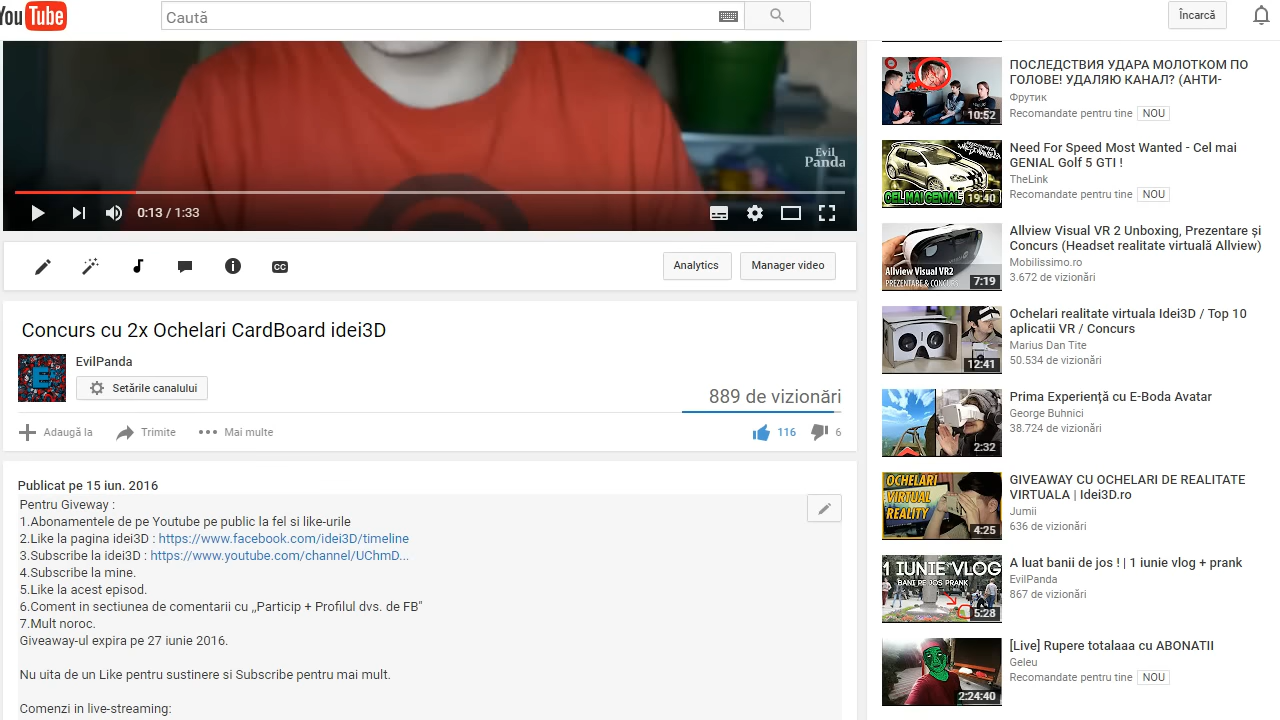 You Tube
Caută
Încarcă
Evil
Panda
0:13 / 1:33
CC
Analytics
Manager video
Concurs cu 2x Ochelari CardBoard idei3D
EvilPanda
Setările canalului
889 de vizionări
Adaugă la
Trimite
Mai multe
116
6
Publicat pe 15 iun. 2016
Pentru Giveway :
1.Abonamentele de pe Youtube pe public la fel si like-urile
2.Like la pagina idei3D : https://www.facebook.com/idei3D/timeline
3.Subscribe la idei3D : https://www.youtube.com/channel/UChmD...
4.Subscribe la mine.
5.Like la acest episod.
6.Coment in sectiunea de comentarii cu ,,Particip + Profilul dvs. de FB"
7.Mult noroc.
Giveaway-ul expira pe 27 iunie 2016.
Nu uita de un Like pentru sustinere si Subscribe pentru mai mult.
Comenzi in live-streaming:
10:52
ПОСЛЕДСТВИЯ УДАРА МОЛОТКОМ ПО
ГОЛОВЕ! УДАЛЯЮ КАНАЛ? (АНТИ-
Фрутик
Recomandate pentru tine NOU
CEL MAI GENIAL
19:40
Need For Speed Most Wanted - Cel mai
GENIAL Golf 5 GTI !
TheLink
Recomandate pentru tine NOU
Allview Visual VR2
PREZENTARE & CONCURS
7:19
Allview Visual VR 2 Unboxing, Prezentare și
Concurs (Headset realitate virtuală Allview)
Mobilissimo.ro
3.672 de vizionări
12:41
Ochelari realitate virtuala Idei3D / Top 10
aplicatii VR / Concurs
Marius Dan Tite
50.534 de vizionări
2:32
Prima Experiență cu E-Boda Avatar
George Buhnici
38.724 de vizionări
OCHELARI
VIRTUAL
REALITY
4:25
GIVEAWAY CU OCHELARI DE REALITATE
VIRTUALA | Idei3D.ro
Jumii
636 de vizionări
1 IUNIE VLOG
BANI PE JOS PRANK
5:28
A luat banii de jos ! | 1 iunie vlog + prank
EvilPanda
867 de vizionări
2:24:40
[Live] Rupere totalaaa cu ABONATII
Geleu
Recomandate pentru tine NOU